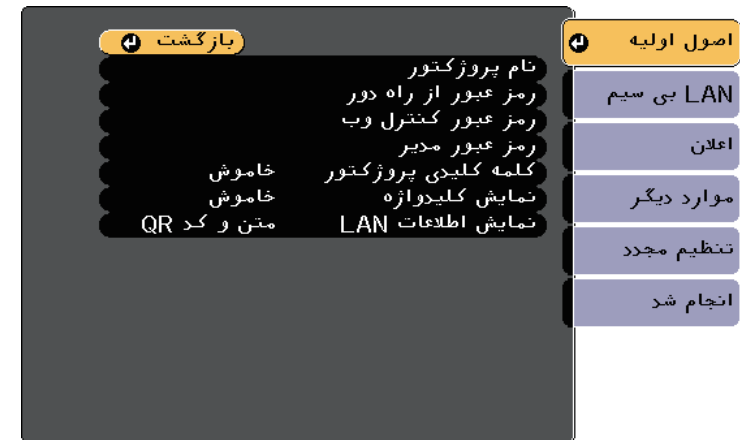 اصول اولیه
LAN بی سیم
اعلان
موارد دیگر
تنظیم مجدد
انجام شد
بازگشت
نام پروژکتور
رمز عبور از راه دور
رمز عبور کنترل وب
رمز عبور مدیر
کلمه کلیدی پروژکتور خاموش
نمایش کلیدواژه خاموش
نمایش اطلاعات LAN متن و کد QR